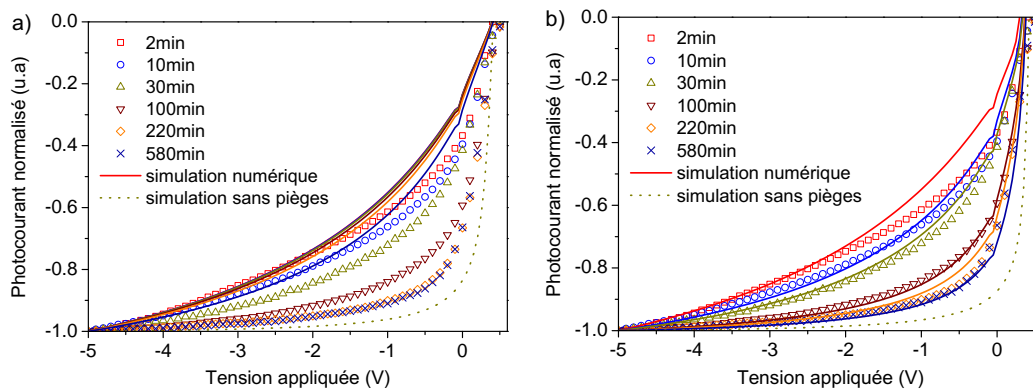 a)
Photocourant normalisé (u.a)
0.0
-0.2
-0.4
-0.6
-0.8
-1.0
2min
10min
30min
100min
220min
580min
simulation numérique
simulation sans pièges
-5 -4 -3 -2 -1 0
Tension appliquée (V)
b)
Photocourant normalisé (u.a)
0.0
-0.2
-0.4
-0.6
-0.8
-1.0
2min
10min
30min
100min
220min
580min
simulation numérique
simulation sans pièges
-5 -4 -3 -2 -1 0
Tension appliquée (V)